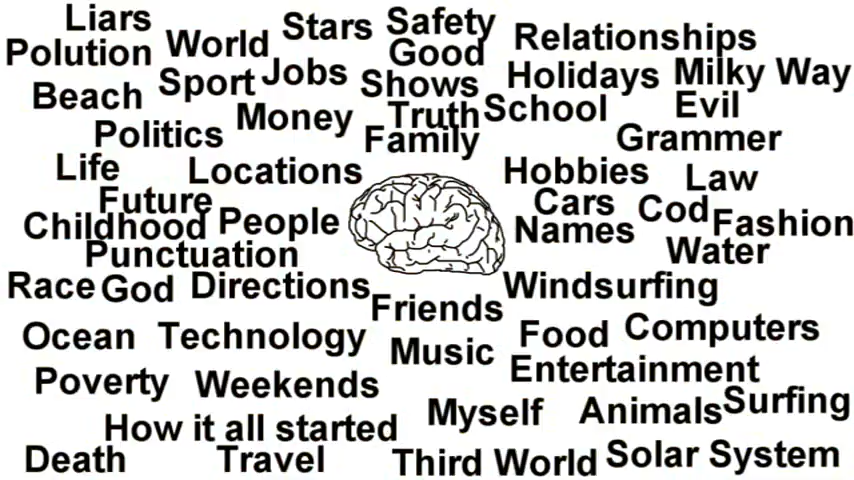 Liars Stars Safety
Polution World Good Relationships
Beach Sport Jobs Shows Holidays Milky Way
Money Truth School Evil
Politics Family Grammer
Life Locations Hobbies Law
Future Cars Cod
Childhood People Names Fashion
Punctuation Water
Race God Directions Windsurfing
Friends
Ocean Technology Food Computers
Music Entertainment
Poverty Weekends
Myself Animals Surfing
How it all started
Death Travel Third World Solar System